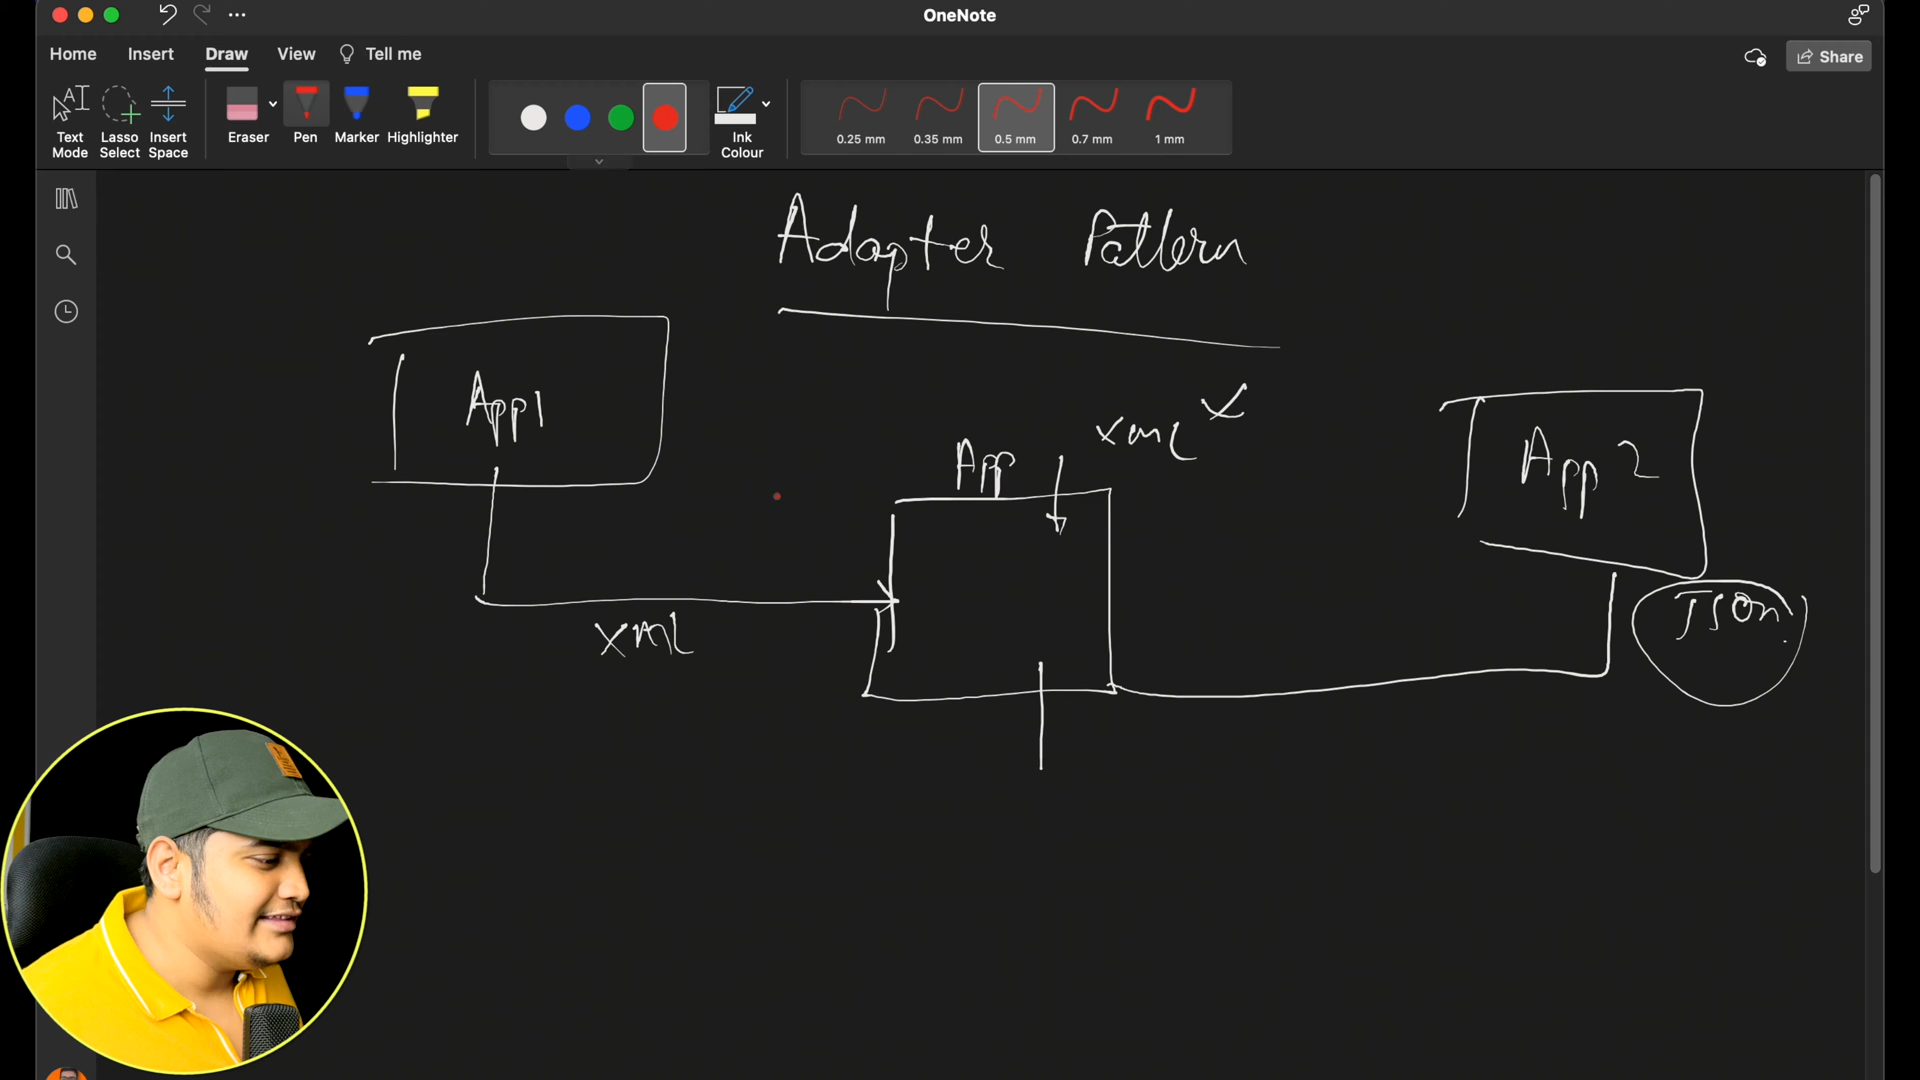 OneNote
Home Insert Draw View Tell me
Share
Text Mode
Lasso Select
Insert Space
Eraser
Pen
Marker
Highlighter
Ink Colour
0.25 mm
0.35 mm
0.5 mm
0.7 mm
1 mm
Adapter Pattern
App1
App
xml
App 2
xml
JSON